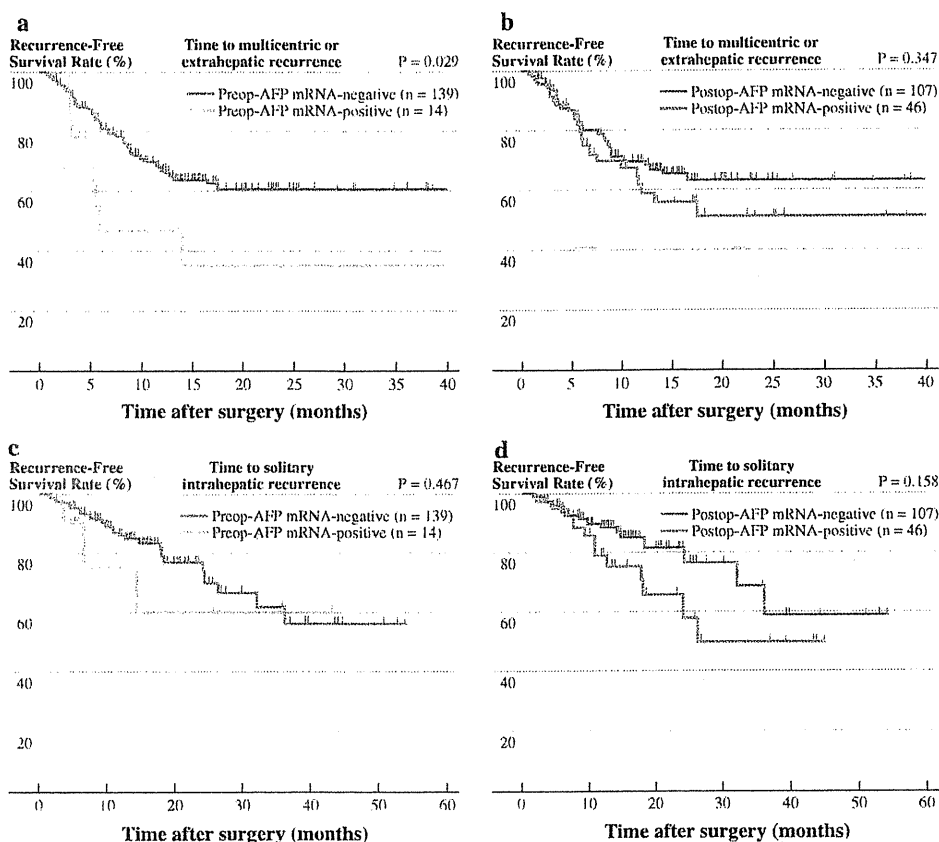 a
Recurrence-Free
Survival Rate (%)
Time to multicentric or
extrahepatic recurrence
P = 0.029
Preop-AFP mRNA-negative (n = 139)
Preop-AFP mRNA-positive (n = 14)
100
80
60
40
20
0 5 10 15 20 25 30 35 40
Time after surgery (months)
b
Recurrence-Free
Survival Rate (%)
Time to multicentric or
extrahepatic recurrence
P = 0.347
Postop-AFP mRNA-negative (n = 107)
Postop-AFP mRNA-positive (n = 46)
100
80
60
40
20
0 5 10 15 20 25 30 35 40
Time after surgery (months)
c
Recurrence-Free
Survival Rate (%)
Time to solitary
intrahepatic recurrence
P = 0.467
Preop-AFP mRNA-negative (n = 139)
Preop-AFP mRNA-positive (n = 14)
100
80
60
40
20
0 10 20 30 40 50 60
Time after surgery (months)
d
Recurrence-Free
Survival Rate (%)
Time to solitary
intrahepatic recurrence
P = 0.158
Postop-AFP mRNA-negative (n = 107)
Postop-AFP mRNA-positive (n = 46)
100
80
60
40
20
0 10 20 30 40 50 60
Time after surgery (months)